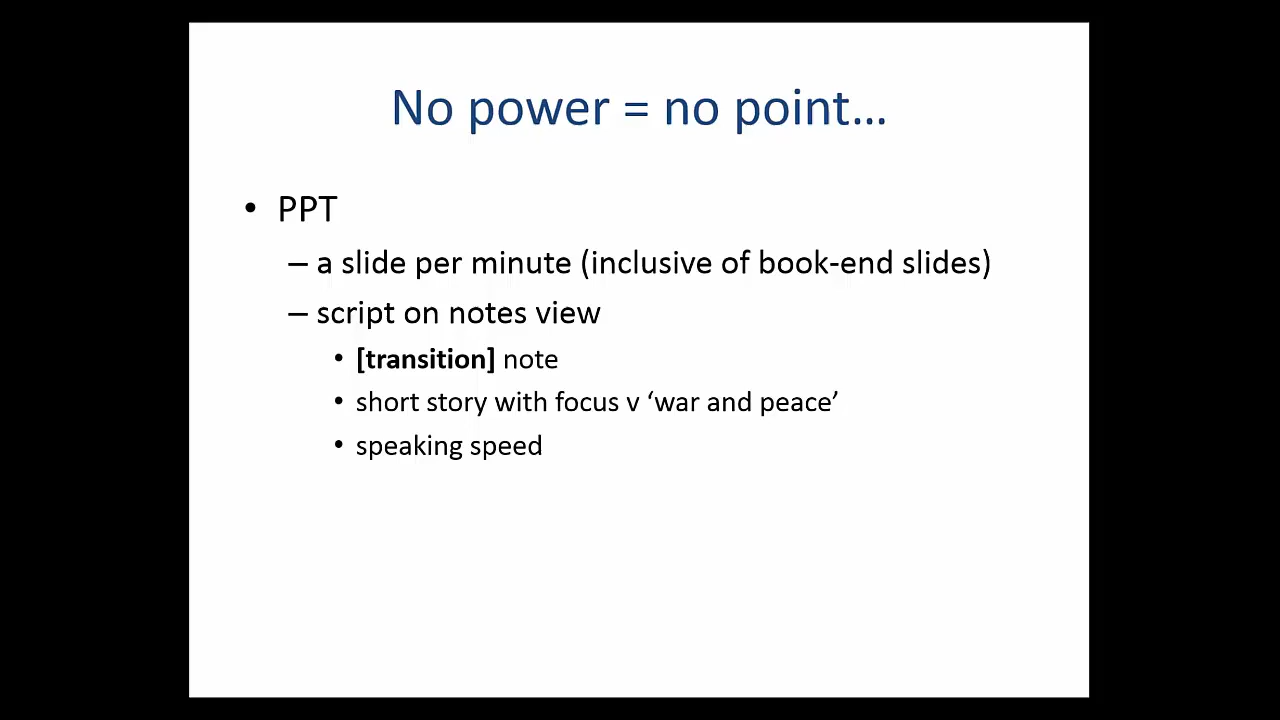 No power = no point…
• PPT
– a slide per minute (inclusive of book-end slides)
– script on notes view
• [transition] note
• short story with focus v ‘war and peace’
• speaking speed